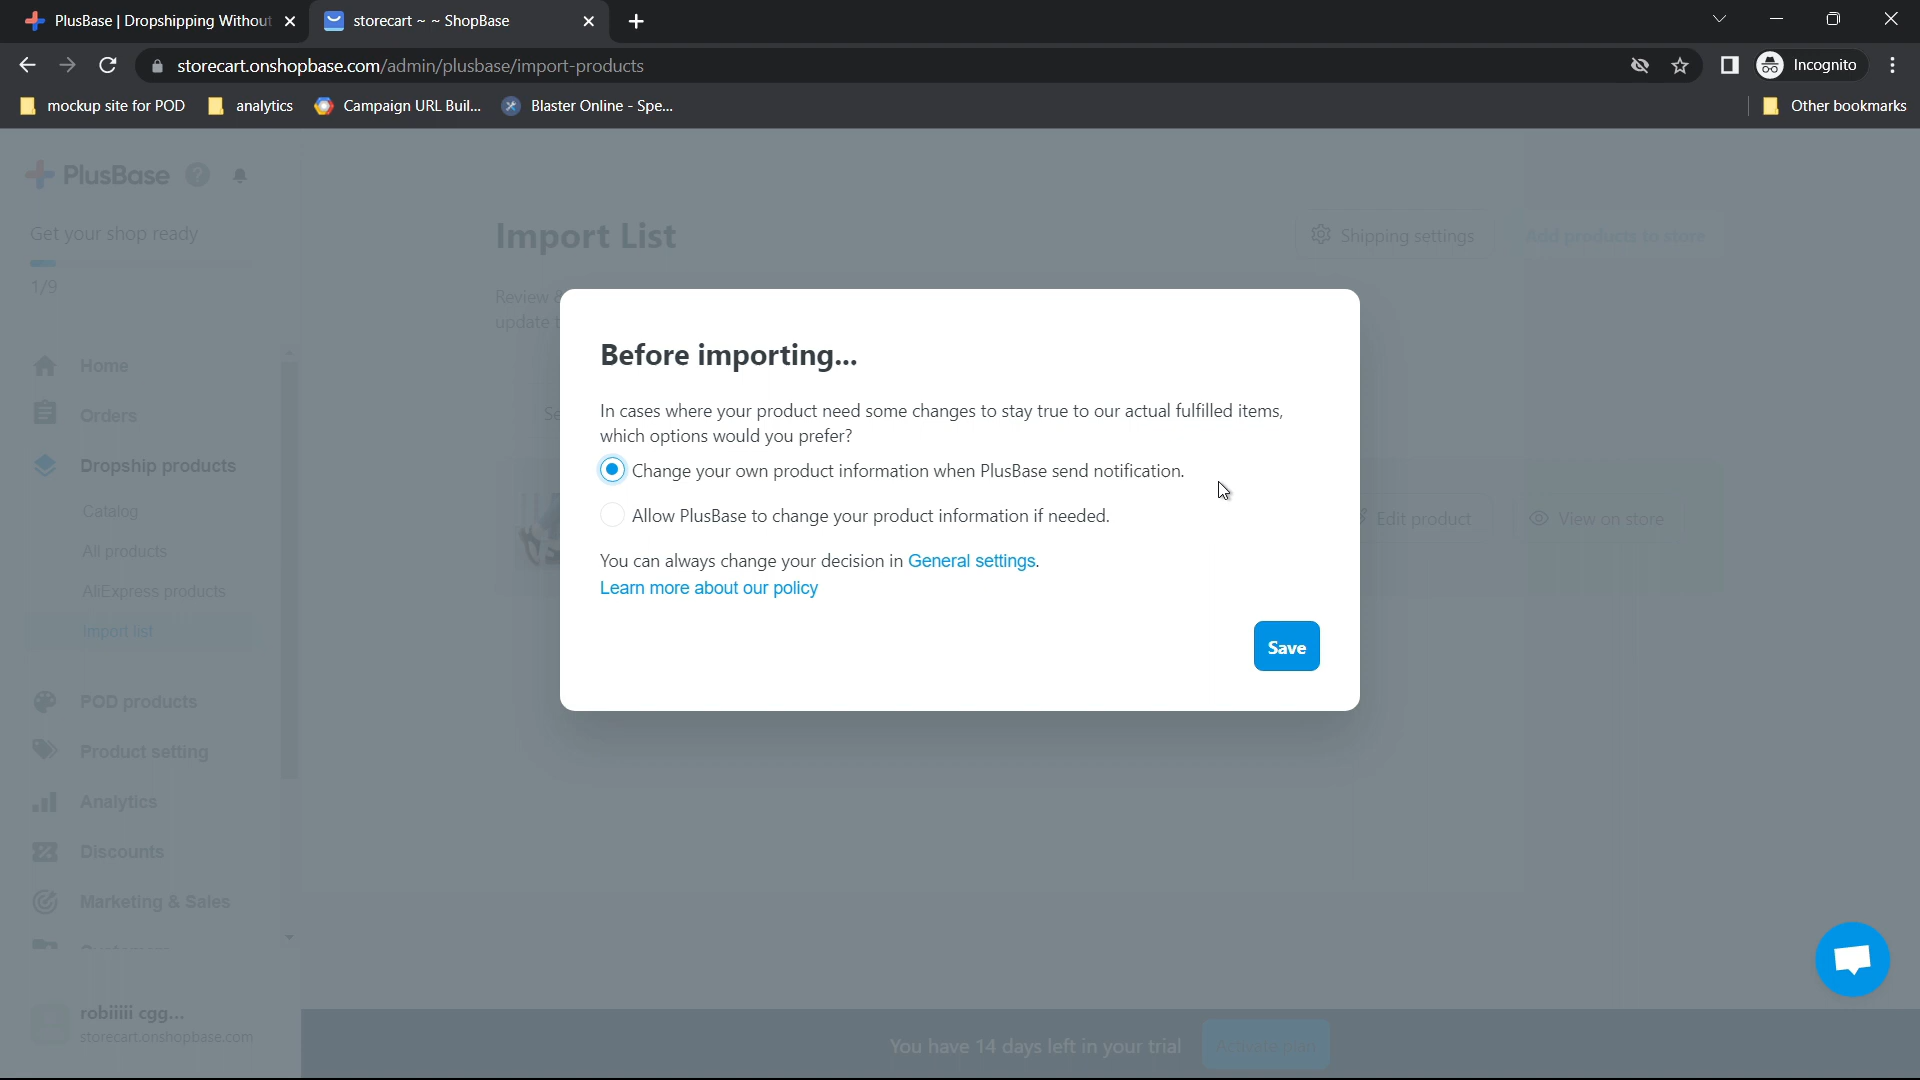 PlusBase | Dropshipping Without
storecart ~ ~ ShopBase
storecart.onshopbase.com/admin/plusbase/import-products
Incognito
mockup site for POD
analytics
Campaign URL Buil...
Blaster Online - Spe...
Other bookmarks
PlusBase
Get your shop ready
1/9
Home
Orders
Dropship products
Catalog
All products
AliExpress products
Import list
POD products
Product setting
Analytics
Discounts
Marketing & Sales
robiiiii cgg...
storecart.onshopbase.com
Import List
Shipping settings
Add products to store
Review
update
Se
Edit product
View on store
Before importing...
In cases where your product need some changes to stay true to our actual fulfilled items,
which options would you prefer?
Change your own product information when PlusBase send notification.
Allow PlusBase to change your product information if needed.
You can always change your decision in General settings.
Learn more about our policy
Save
You have 14 days left in your trial